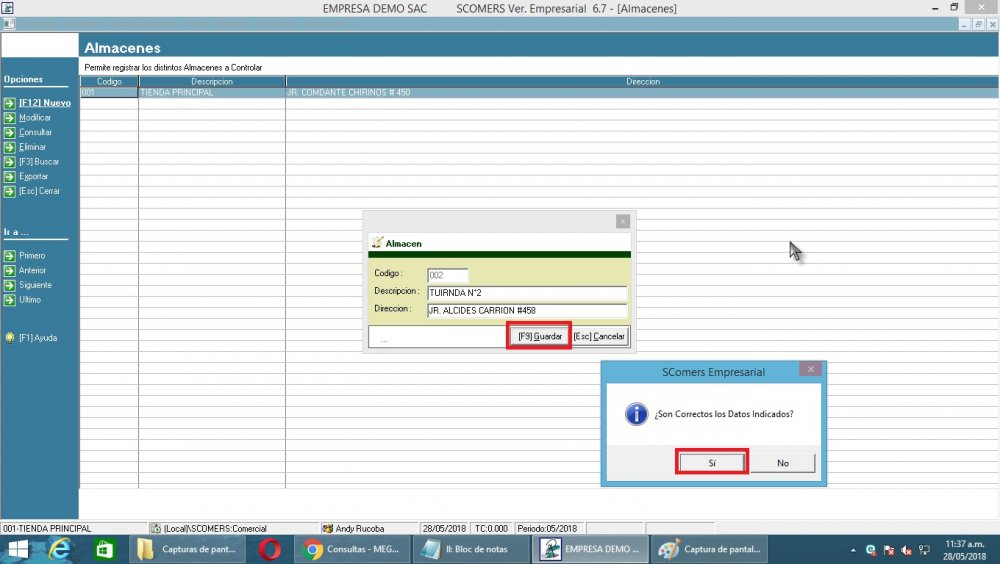 EMPRESA DEMO SAC SCOMERS Ver. Empresarial 6.7 - [Almacenes]
Almacenes
Permite registrar los distintos Almacenes a Controlar
Opciones
[F12] Nuevo
Modificar
Consultar
Eliminar
[F3] Buscar
Exportar
[Esc] Cerrar
Ir a ...
Primero
Anterior
Siguiente
Ultimo
[F1] Ayuda
Codigo Descripcion Direccion
001 TIENDA PRINCIPAL JR. COMDANTE CHIRINOS # 450
Almacen
Codigo : 002
Descripcion : TUIRNDA N°2
Direccion : JR. ALCIDES CARRION #458
... [F9] Guardar [Esc] Cancelar
SComers Empresarial
¿Son Correctos los Datos Indicados?
Sí No
001-TIENDA PRINCIPAL (Local)\SCOMERS:Comercial Andy Rucoba 28/05/2018 TC:0.000 Periodo:05/2018
Capturas de pant... Consultas - MEG... II: Bloc de notas EMPRESA DEMO ... Captura de pantal...
11:37 a.m.
28/05/2018